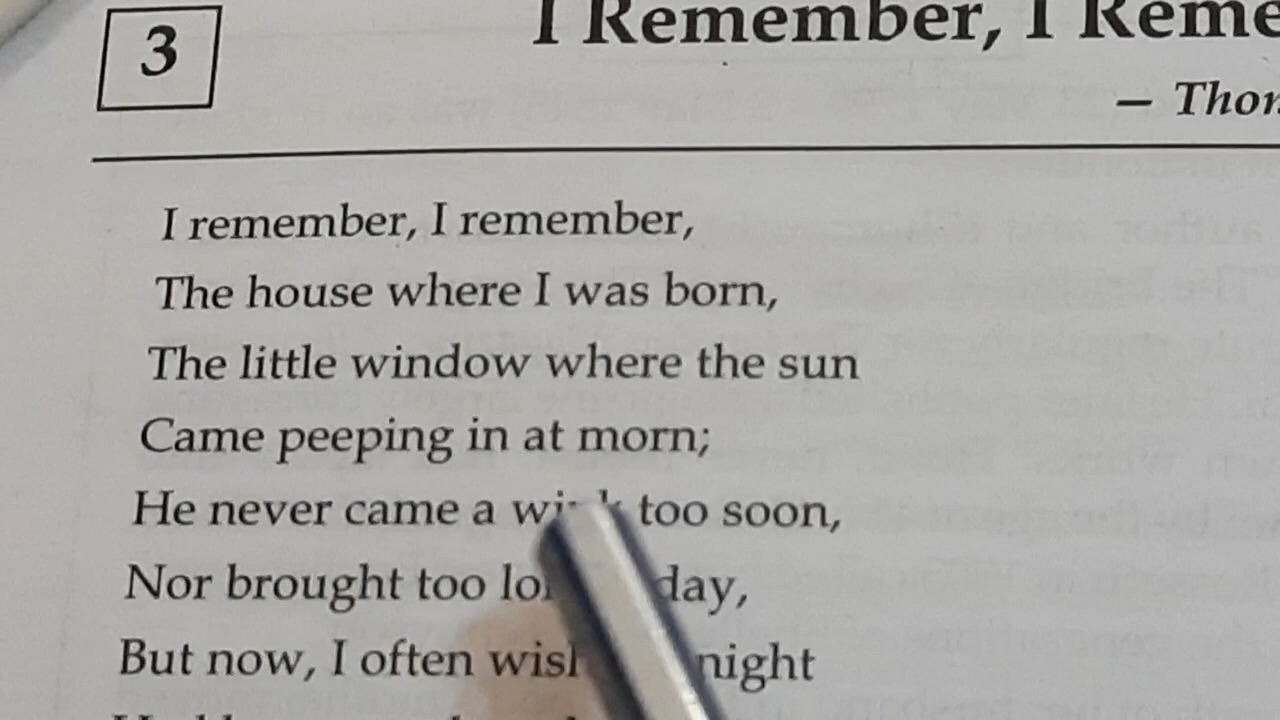 3
I Remember, I Reme
— Thon
I remember, I remember,
The house where I was born,
The little window where the sun
Came peeping in at morn;
He never came a too soon,
Nor brought too day,
But now, I often night